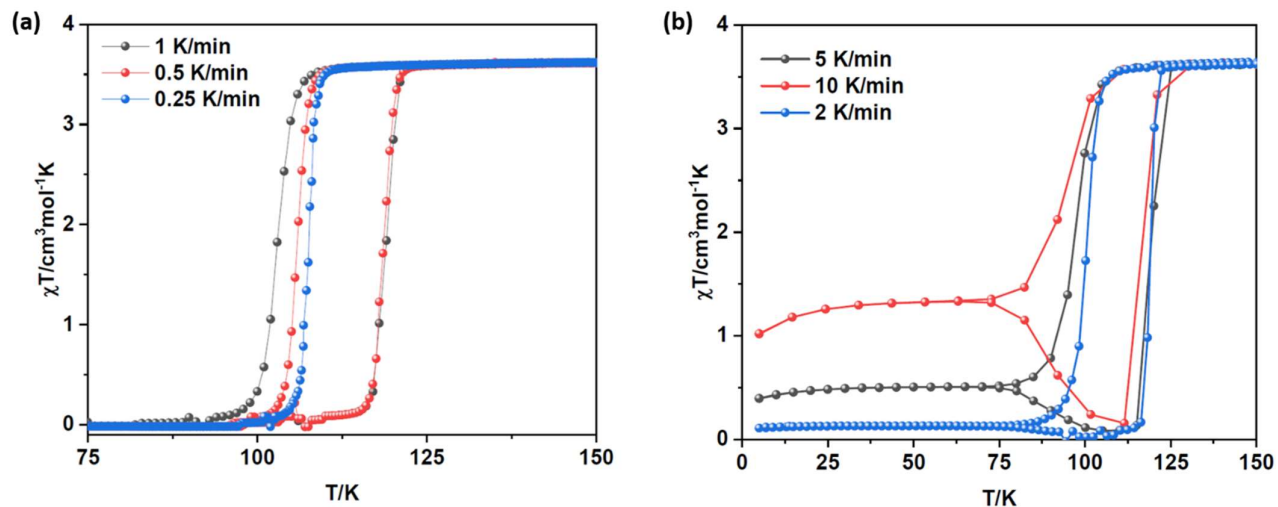 (a)
4
3
2
1
0
χT/cm³mol⁻¹K
1 K/min
0.5 K/min
0.25 K/min
75 100 125 150
T/K
(b)
4
3
2
1
0
χT/cm³mol⁻¹K
5 K/min
10 K/min
2 K/min
0 25 50 75 100 125 150
T/K